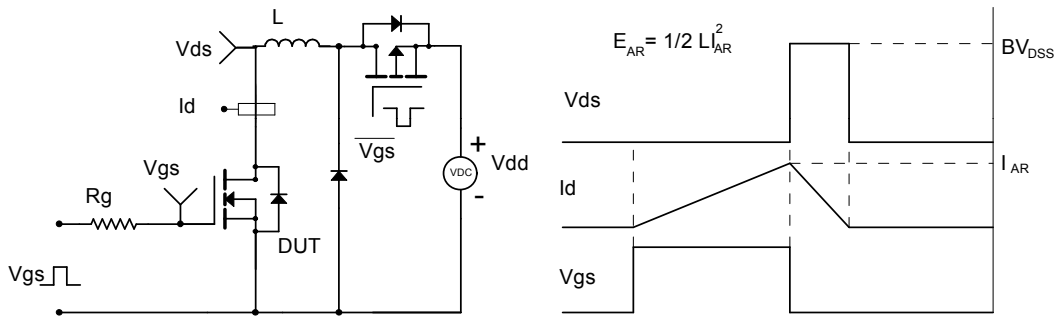 L
Vds
Id
Vgs
Rg
DUT
Vgs
Vgs
+
Vdd
VDC
-
E_AR= 1/2 LI_AR^2
BV_DSS
Vds
I_AR
Id
Vgs